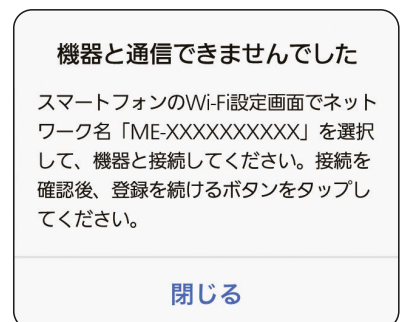 機器と通信できませんでした
スマートフォンのWi-Fi設定画面でネット
ワーク名「ME-XXXXXXXXXX」を選択
して、機器と接続してください。接続を
確認後、登録を続けるボタンをタップし
てください。
閉じる